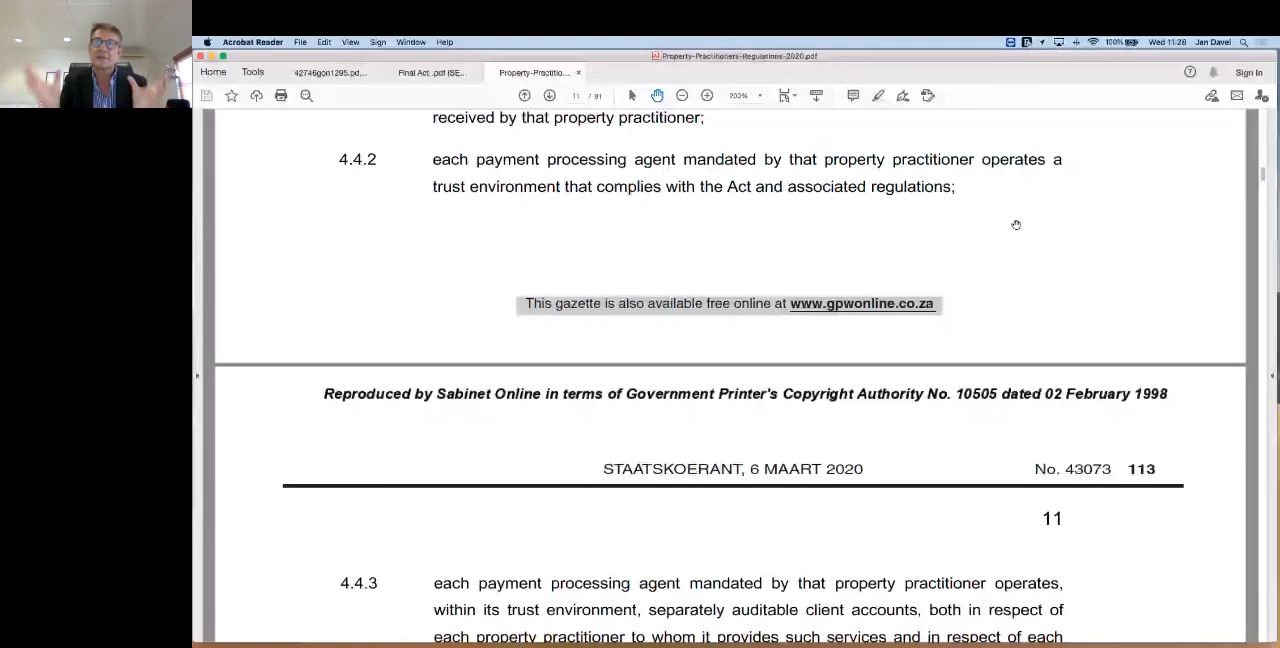 Acrobat Reader File Edit View Sign Window Help 100% Wed 11:28 Jan Davel
Property-Practitioners-Regulations-2020.pdf
Home Tools 42746gon1295.pd... Final Act .pdf (SE... Property-Practitio... × Sign In
11 / 91 200%
received by that property practitioner;
4.4.2 each payment processing agent mandated by that property practitioner operates a
trust environment that complies with the Act and associated regulations;
This gazette is also available free online at www.gpwonline.co.za
Reproduced by Sabinet Online in terms of Government Printer's Copyright Authority No. 10505 dated 02 February 1998
STAATSKOERANT, 6 MAART 2020 No. 43073 113
11
4.4.3 each payment processing agent mandated by that property practitioner operates,
within its trust environment, separately auditable client accounts, both in respect of
each property practitioner to whom it provides such services and in respect of each